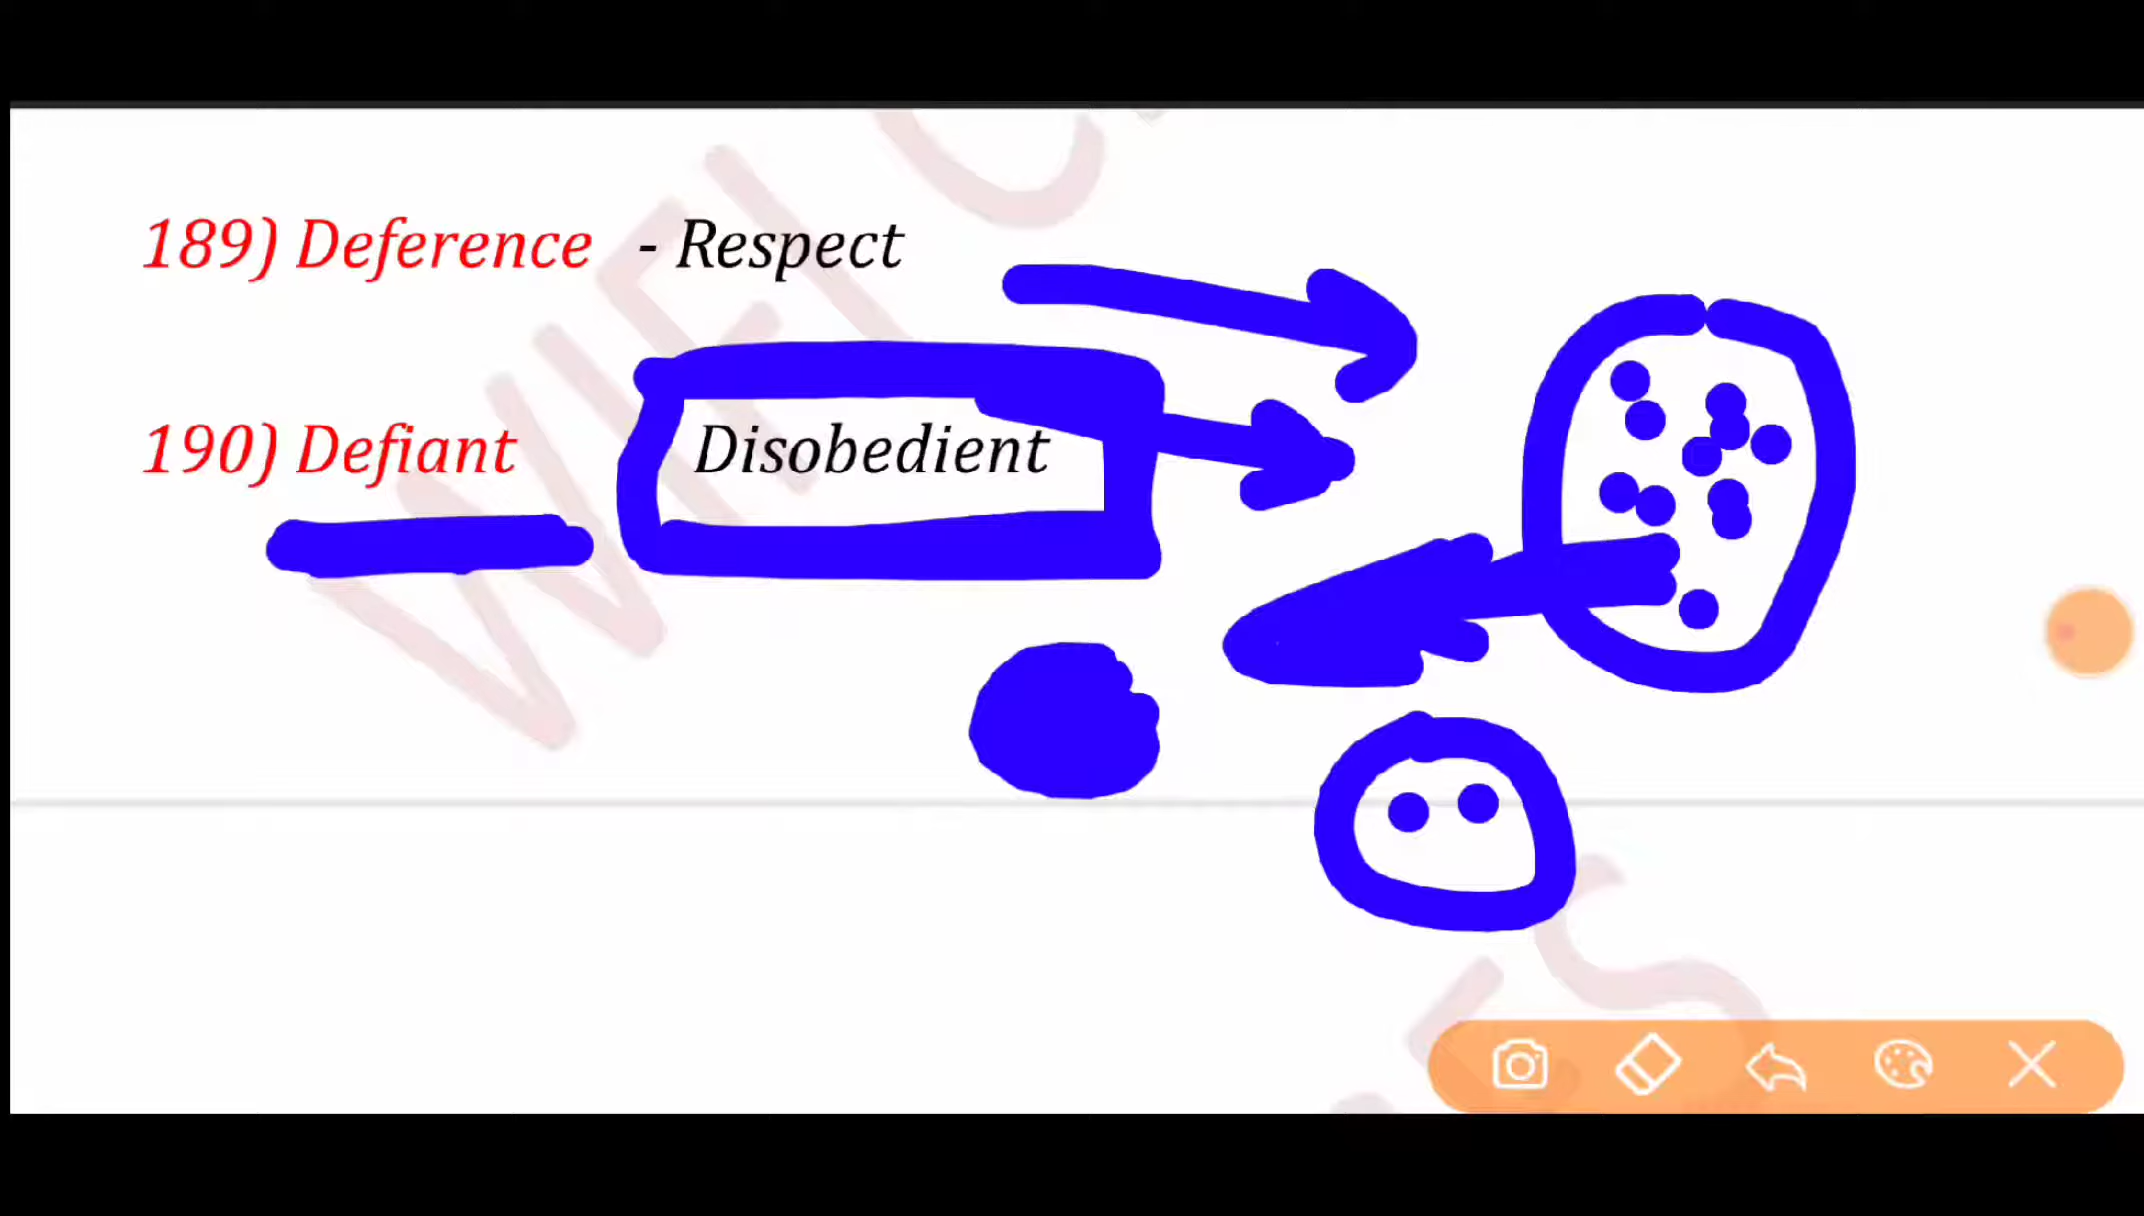 189) Deference - Respect
190) Defiant Disobedient